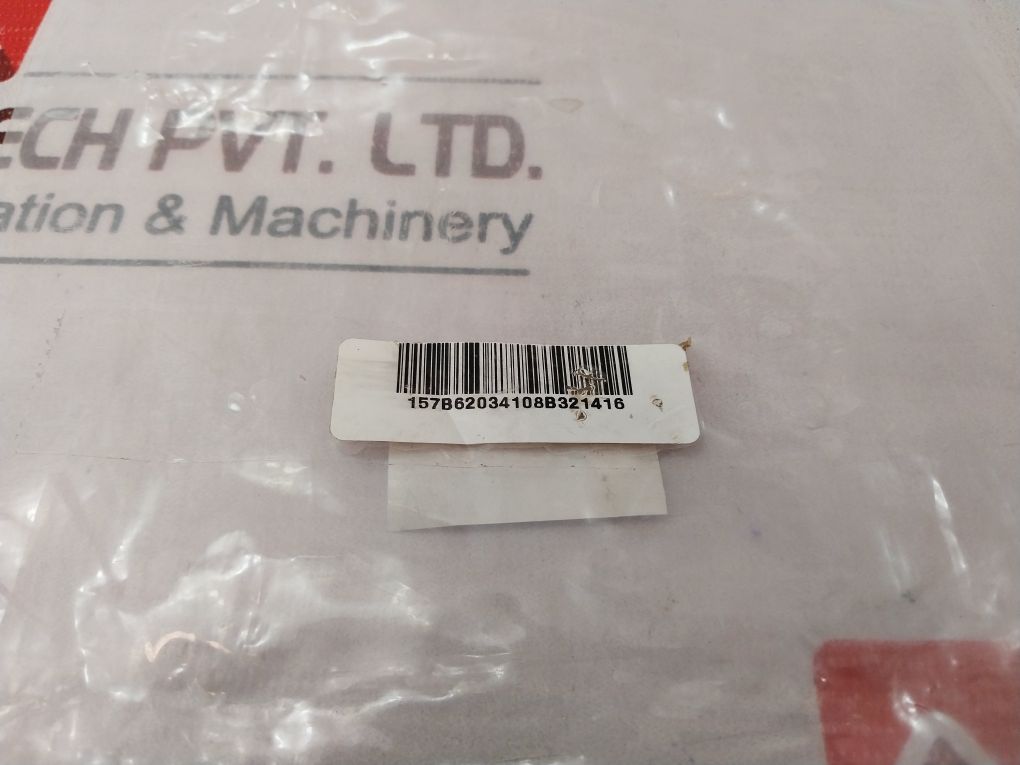 ECH PVT. LTD.
ation & Machinery
157B62034108B321416